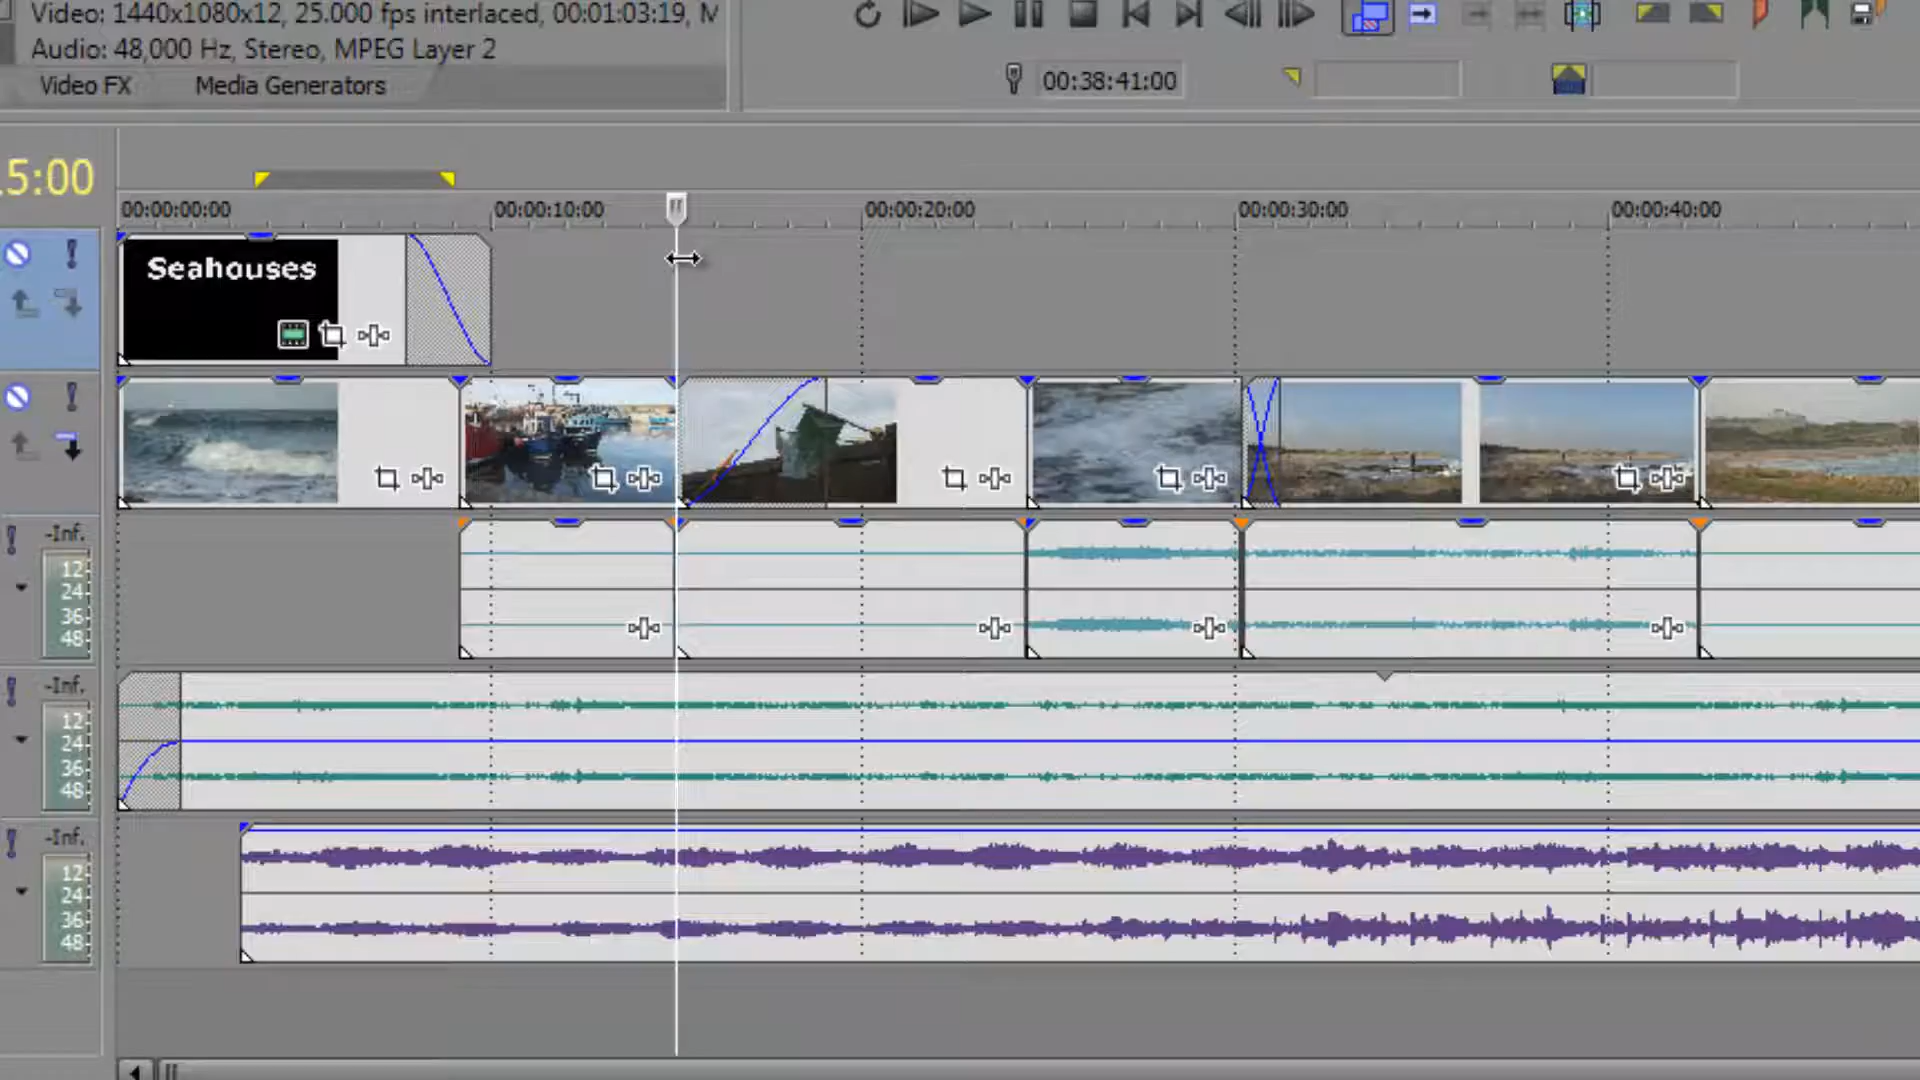 Video: 1440x1080x12, 25.000 fps interlaced, 00:01:03:19, M
Audio: 48,000 Hz, Stereo, MPEG Layer 2
Video FX Media Generators
00:38:41:00
5:00
00:00:00:00 00:00:10:00 00:00:20:00 00:00:30:00 00:00:40:00
Seahouses
-Inf.
12
24
36
48
-Inf.
12
24
36
48
-Inf.
12
24
36
48